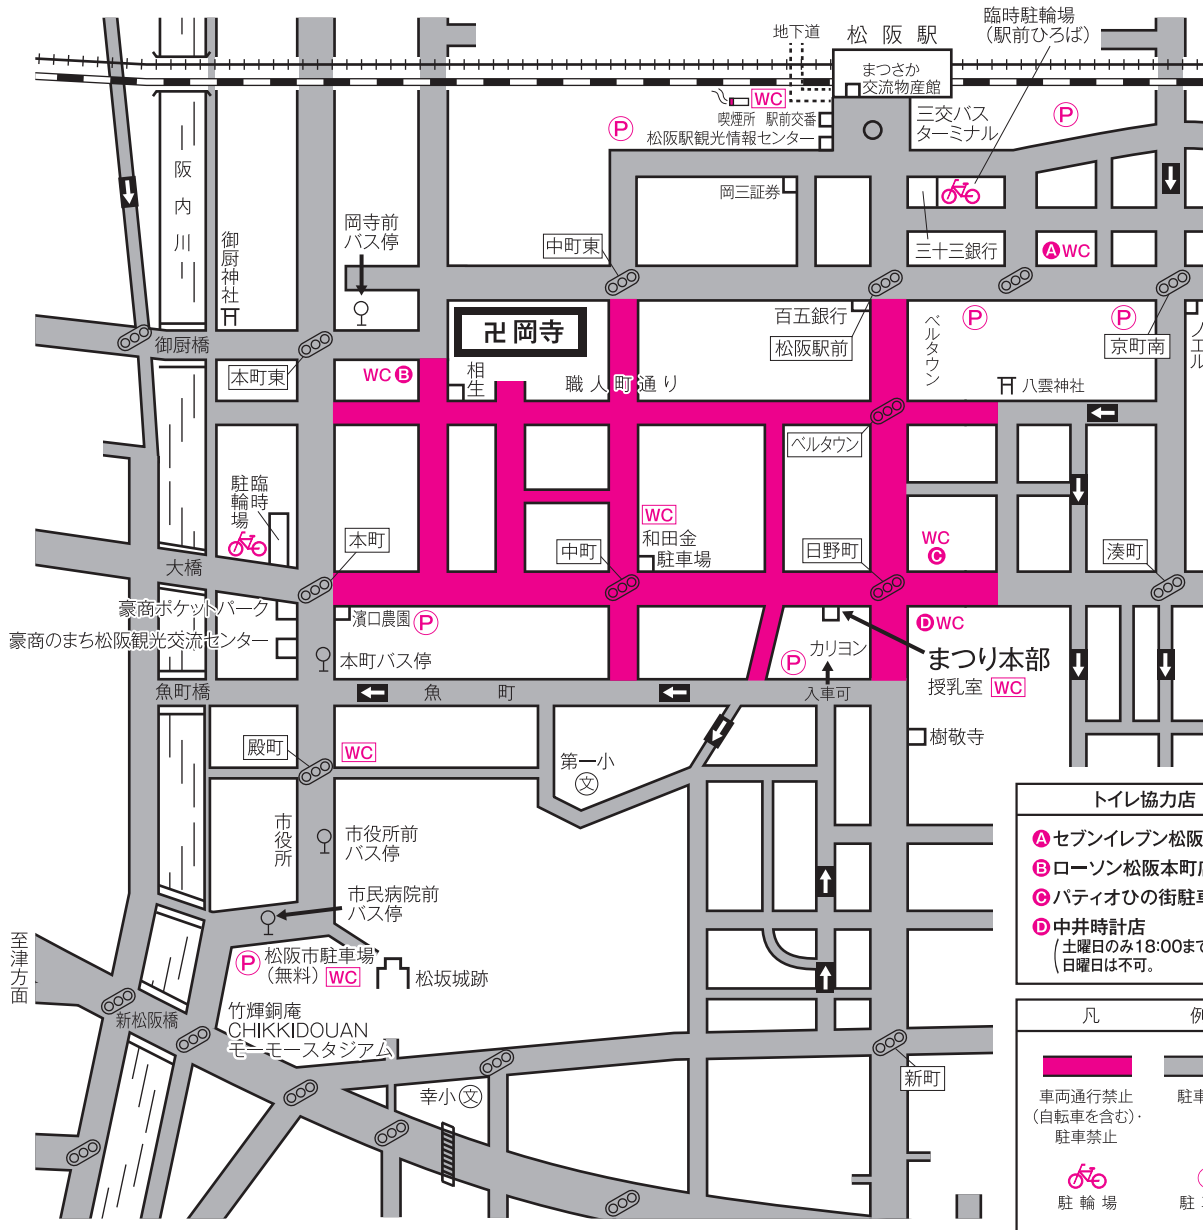 臨時駐輪場
(駅前ひろば)
地下道
松阪駅
まつさか
交流物産館
WC
P
喫煙所
駅前交番
松阪駅観光情報センター
三交バス
ターミナル
P
岡三証券
三十三銀行
A WC
阪内川
御厨神社
岡寺前
バス停
中町東
卍岡寺
百五銀行
松阪駅前
ベルタウン
P
P
京町南
御厨橋
本町東
WC B
相生
職人町通り
八雲神社
ベルタウン
臨時
駐輪場
本町
中町
WC
和田金
駐車場
日野町
WC
C
湊町
大橋
豪商ポケットパーク
濱口農園
P
豪商のまち松阪観光交流センター
本町バス停
P
カリヨン
D WC
まつり本部
授乳室 WC
魚町橋
魚町
入車可
殿町
WC
第一小
文
樹敬寺
市役所
市役所前
バス停
市民病院前
バス停
至津方面
P
松阪市駐車場
(無料) WC
松坂城跡
新松阪橋
竹輝銅庵
CHIKKIDOUAN
モーモースタジアム
幸小 文
新町
トイレ協力店
A セブンイレブン松阪
B ローソン松阪本町
C パティオひの街駐
D 中井時計店
(土曜日のみ18:00まで
日曜日は不可。
凡 例
車両通行禁止
(自転車を含む)・
駐車禁止
駐車
駐輪場
駐